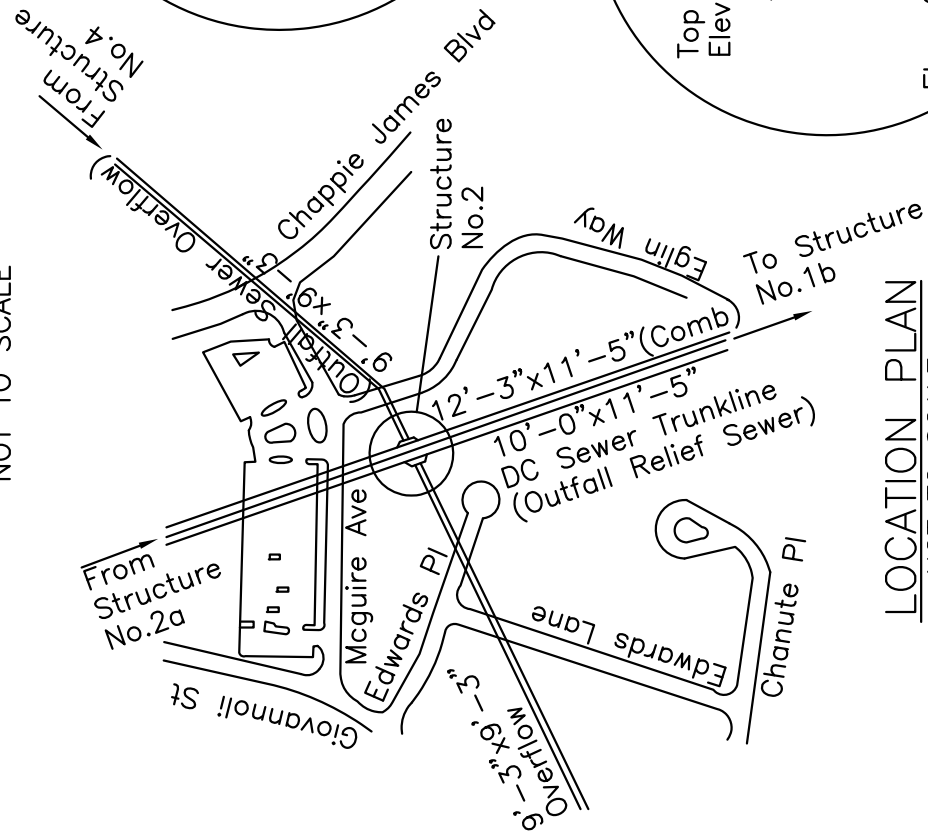 From
Structure
No.4
Top
Elev
NOT TO SCALE
Chappie James Blvd
Structure
No.2
9'-3"x9'-3"
(Outfall Sewer Overflow)
Eglin Way
To Structure
No.1b
12'-3"x11'-5"(Comb)
10'-0"x11'-5"
DC Sewer Trunkline
(Outfall Relief Sewer)
From
Structure
No.2a
Mcguire Ave
Edwards Pl
Edwards Lane
Chanute Pl
Giovannoli St
9'-3"x9'-3"
Overflow
LOCATION PLAN